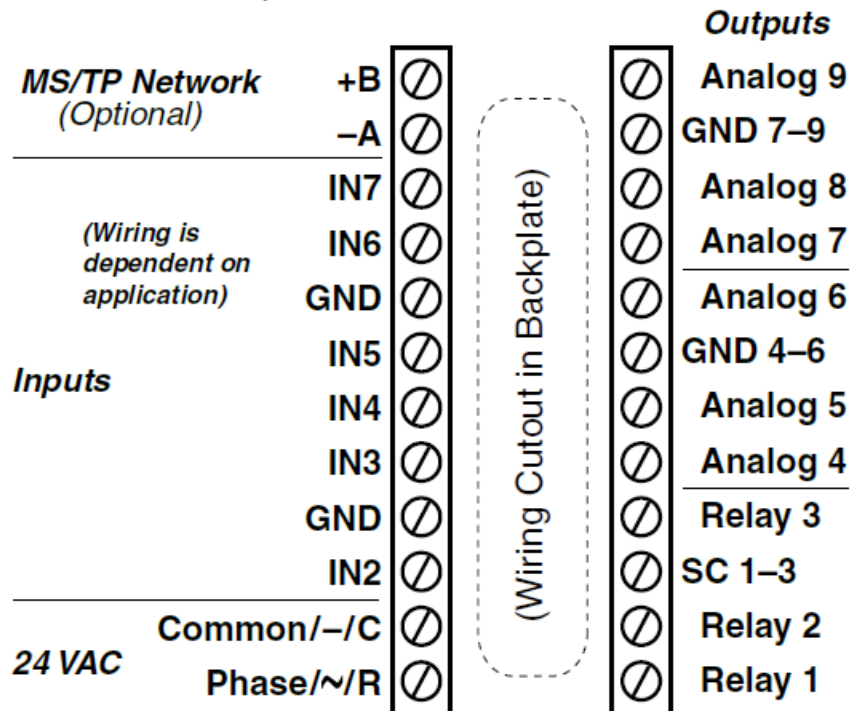 Outputs
MS/TP Network
(Optional)
+B
–A
IN7
(Wiring is
dependent on
application)
IN6
GND
Inputs
IN5
IN4
IN3
GND
IN2
24 VAC
Common/–/C
Phase/~/R
(Wiring Cutout in Backplate)
Analog 9
GND 7–9
Analog 8
Analog 7
Analog 6
GND 4–6
Analog 5
Analog 4
Relay 3
SC 1–3
Relay 2
Relay 1